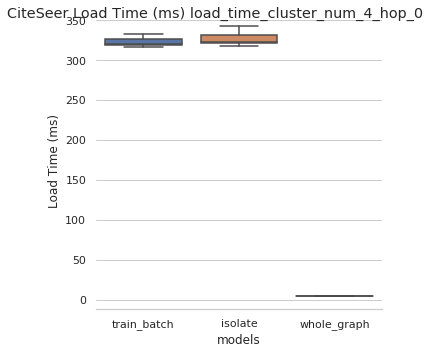 CiteSeer Load Time (ms) load_time_cluster_num_4_hop_0
350
300
250
200
150
100
50
0
Load Time (ms)
train_batch isolate whole_graph
models